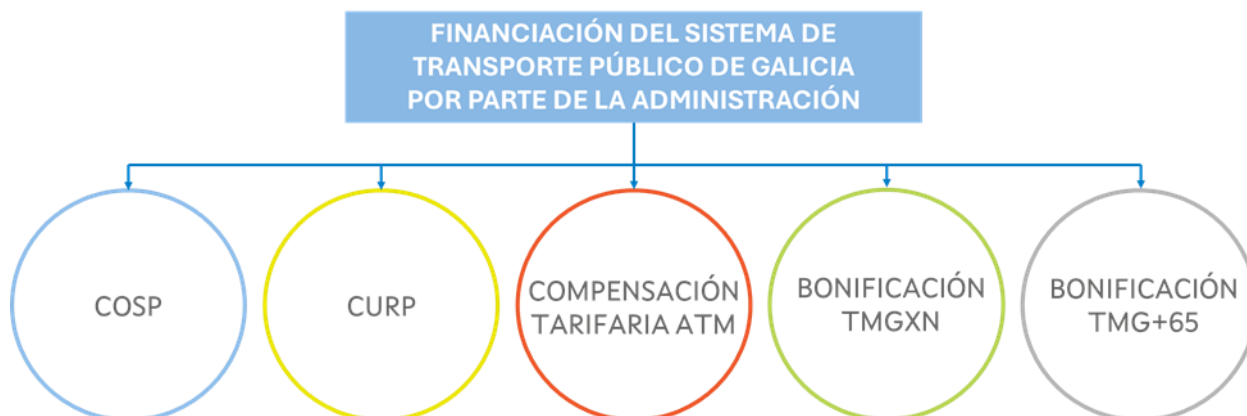 FINANCIACIÓN DEL SISTEMA DE
TRANSPORTE PÚBLICO DE GALICIA
POR PARTE DE LA ADMINISTRACIÓN
COSP
CURP
COMPENSACIÓN
TARIFARIA ATM
BONIFICACIÓN
TMGXN
BONIFICACIÓN
TMG+65